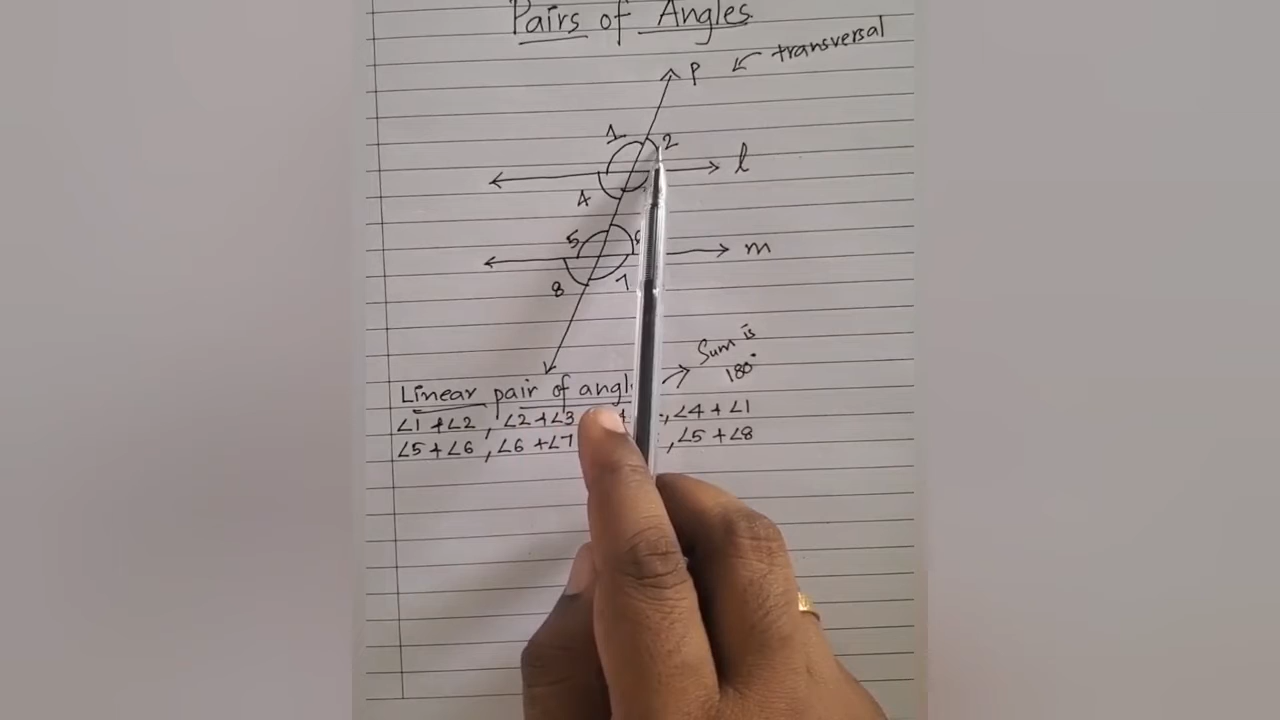 Pairs of Angles
transversal
p
1
2
l
4
5
m
8
7
Sum is
180°
Linear pair of angl
∠1 + ∠2 , ∠2 + ∠3 , ∠4 + ∠1
∠5 + ∠6 , ∠6 + ∠7 , ∠5 + ∠8